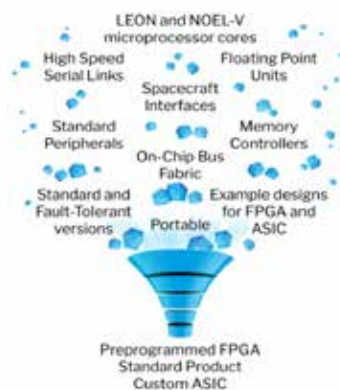 LEON and NOEL-V
microprocessor cores
High Speed
Serial Links
Floating Point
Units
Spacecraft
Interfaces
Standard
Peripherals
Memory
Controllers
On-Chip Bus
Fabric
Standard and
Fault-Tolerant
versions
Example designs
for FPGA and
ASIC
Portable
Preprogrammed FPGA
Standard Product
Custom ASIC